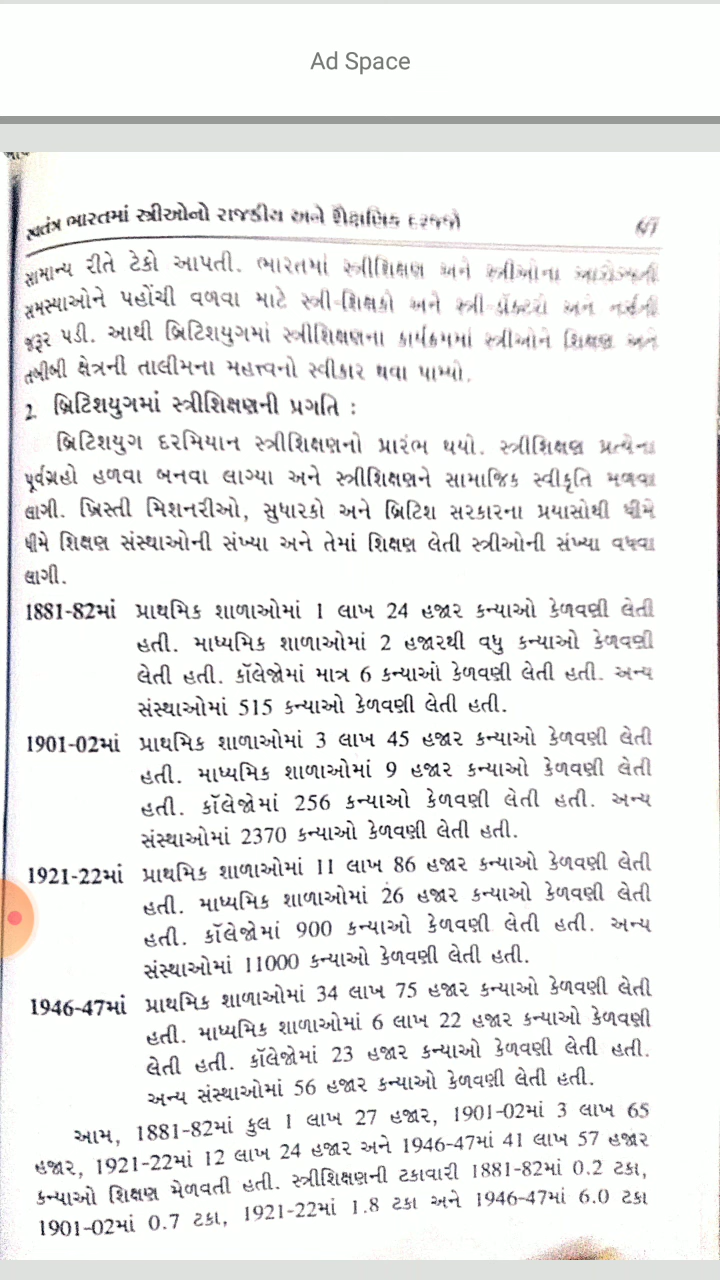 Ad Space
સ્વતંત્ર ભારતમાં સ્ત્રીઓનો રાજકીય અને શૈક્ષણિક દરજ્જો
સામાન્ય રીતે ટેકો આપતી. ભારતમાં સ્ત્રીશિક્ષણ અને સ્ત્રીઓના આરોગ્યની
સમસ્યાઓને પહોંચી વળવા માટે સ્ત્રી-શિક્ષકો અને સ્ત્રી-ડૉક્ટરો અને નર્સની
જરૂર પડી. આથી બ્રિટિશયુગમાં સ્ત્રીશિક્ષણના કાર્યક્રમમાં સ્ત્રીઓને શિક્ષણ અને
તબીબી ક્ષેત્રની તાલીમના મહત્ત્વનો સ્વીકાર થવા પામ્યો.
2. બ્રિટિશયુગમાં સ્ત્રીશિક્ષણની પ્રગતિ :
બ્રિટિશયુગ દરમિયાન સ્ત્રીશિક્ષણનો પ્રારંભ થયો. સ્ત્રીશિક્ષણ પ્રત્યેના
પૂર્વગ્રહો હળવા બનવા લાગ્યા અને સ્ત્રીશિક્ષણને સામાજિક સ્વીકૃતિ મળવા
લાગી. ખ્રિસ્તી મિશનરીઓ, સુધારકો અને બ્રિટિશ સરકારના પ્રયાસોથી ધીમે
ધીમે શિક્ષણ સંસ્થાઓની સંખ્યા અને તેમાં શિક્ષણ લેતી સ્ત્રીઓની સંખ્યા વધવા
લાગી.
1881-82માં પ્રાથમિક શાળાઓમાં 1 લાખ 24 હજાર કન્યાઓ કેળવણી લેતી
હતી. માધ્યમિક શાળાઓમાં 2 હજારથી વધુ કન્યાઓ કેળવણી
લેતી હતી. કૉલેજોમાં માત્ર 6 કન્યાઓ કેળવણી લેતી હતી. અન્ય
સંસ્થાઓમાં 515 કન્યાઓ કેળવણી લેતી હતી.
1901-02માં પ્રાથમિક શાળાઓમાં 3 લાખ 45 હજાર કન્યાઓ કેળવણી લેતી
હતી. માધ્યમિક શાળાઓમાં 9 હજાર કન્યાઓ કેળવણી લેતી
હતી. કૉલેજોમાં 256 કન્યાઓ કેળવણી લેતી હતી. અન્ય
સંસ્થાઓમાં 2370 કન્યાઓ કેળવણી લેતી હતી.
1921-22માં પ્રાથમિક શાળાઓમાં 11 લાખ 86 હજાર કન્યાઓ કેળવણી લેતી
હતી. માધ્યમિક શાળાઓમાં 26 હજાર કન્યાઓ કેળવણી લેતી
હતી. કૉલેજોમાં 900 કન્યાઓ કેળવણી લેતી હતી. અન્ય
સંસ્થાઓમાં 11000 કન્યાઓ કેળવણી લેતી હતી.
1946-47માં પ્રાથમિક શાળાઓમાં 34 લાખ 75 હજાર કન્યાઓ કેળવણી લેતી
હતી. માધ્યમિક શાળાઓમાં 6 લાખ 22 હજાર કન્યાઓ કેળવણી
લેતી હતી. કૉલેજોમાં 23 હજાર કન્યાઓ કેળવણી લેતી હતી.
અન્ય સંસ્થાઓમાં 56 હજાર કન્યાઓ કેળવણી લેતી હતી.
આમ, 1881-82માં કુલ 1 લાખ 27 હજાર, 1901-02માં 3 લાખ 65
હજાર, 1921-22માં 12 લાખ 24 હજાર અને 1946-47માં 41 લાખ 57 હજાર
કન્યાઓ શિક્ષણ મેળવતી હતી. સ્ત્રીશિક્ષણની ટકાવારી 1881-82માં 0.2 ટકા,
1901-02માં 0.7 ટકા, 1921-22માં 1.8 ટકા અને 1946-47માં 6.0 ટકા